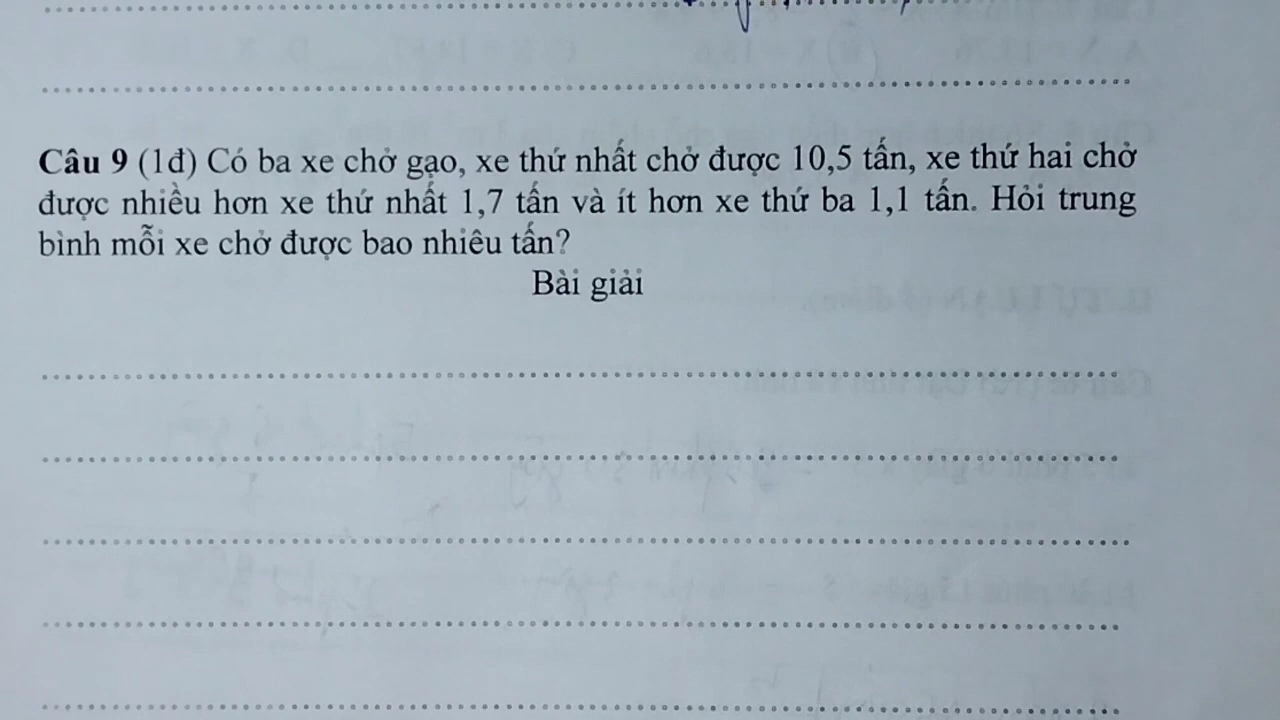 Câu 9 (1đ) Có ba xe chở gạo, xe thứ nhất chở được 10,5 tấn, xe thứ hai chở
được nhiều hơn xe thứ nhất 1,7 tấn và ít hơn xe thứ ba 1,1 tấn. Hỏi trung
bình mỗi xe chở được bao nhiêu tấn?
Bài giải